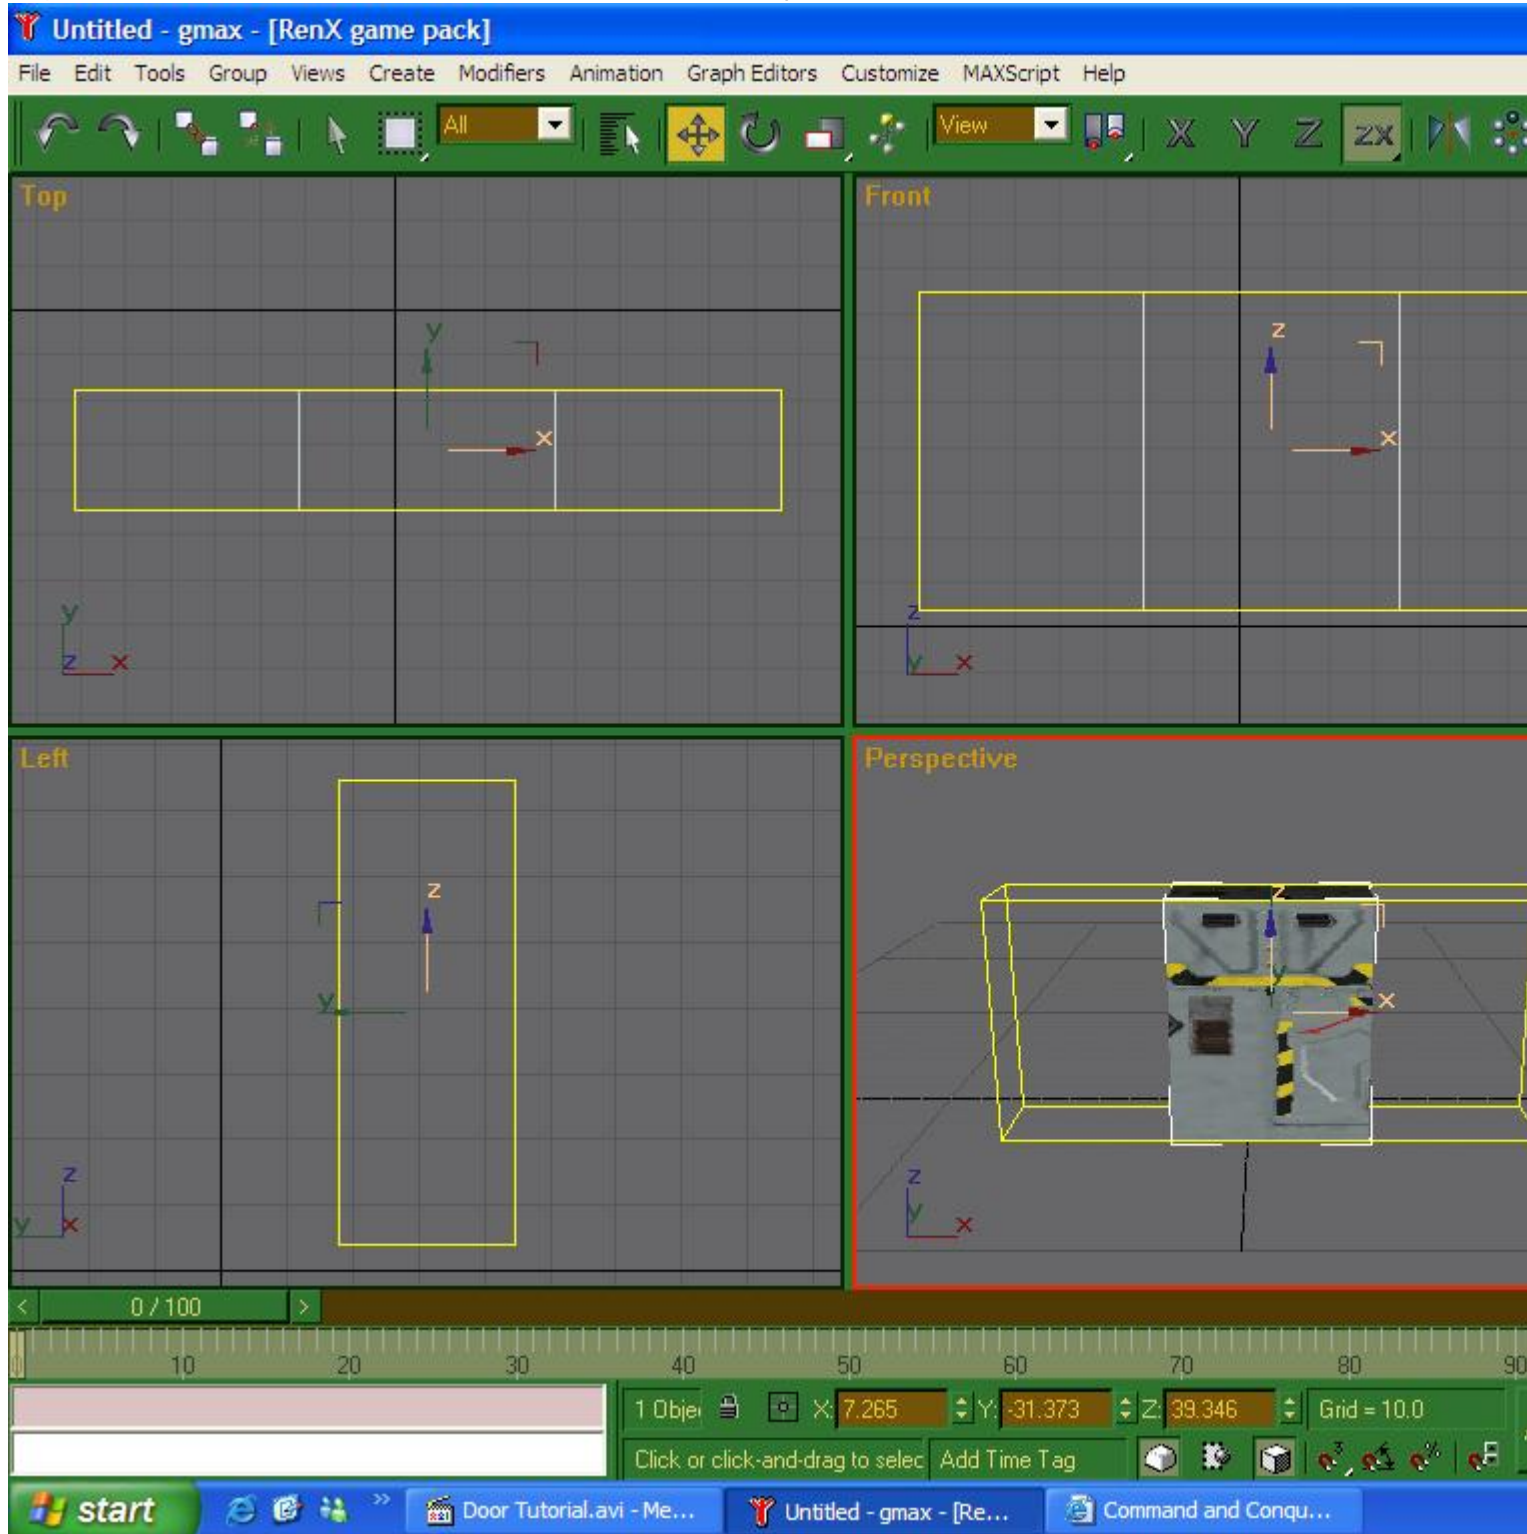 Untitled - gmax - [RenX game pack]
File Edit Tools Group Views Create Modifiers Animation Graph Editors Customize MAXScript Help
All View X Y Z ZX
Top
y
x
y
z x
Front
z
x
z
y x
Left
z
y
z
y x
Perspective
z
y
x
z
y x
< 0 / 100 >
10 20 30 40 50 60 70 80 90
1 Obje X: 7.265 Y: -31.373 Z: 39.346 Grid = 10.0
Click or click-and-drag to selec Add Time Tag
start » Door Tutorial.avi - Me... Untitled - gmax - [Re... Command and Conqu...